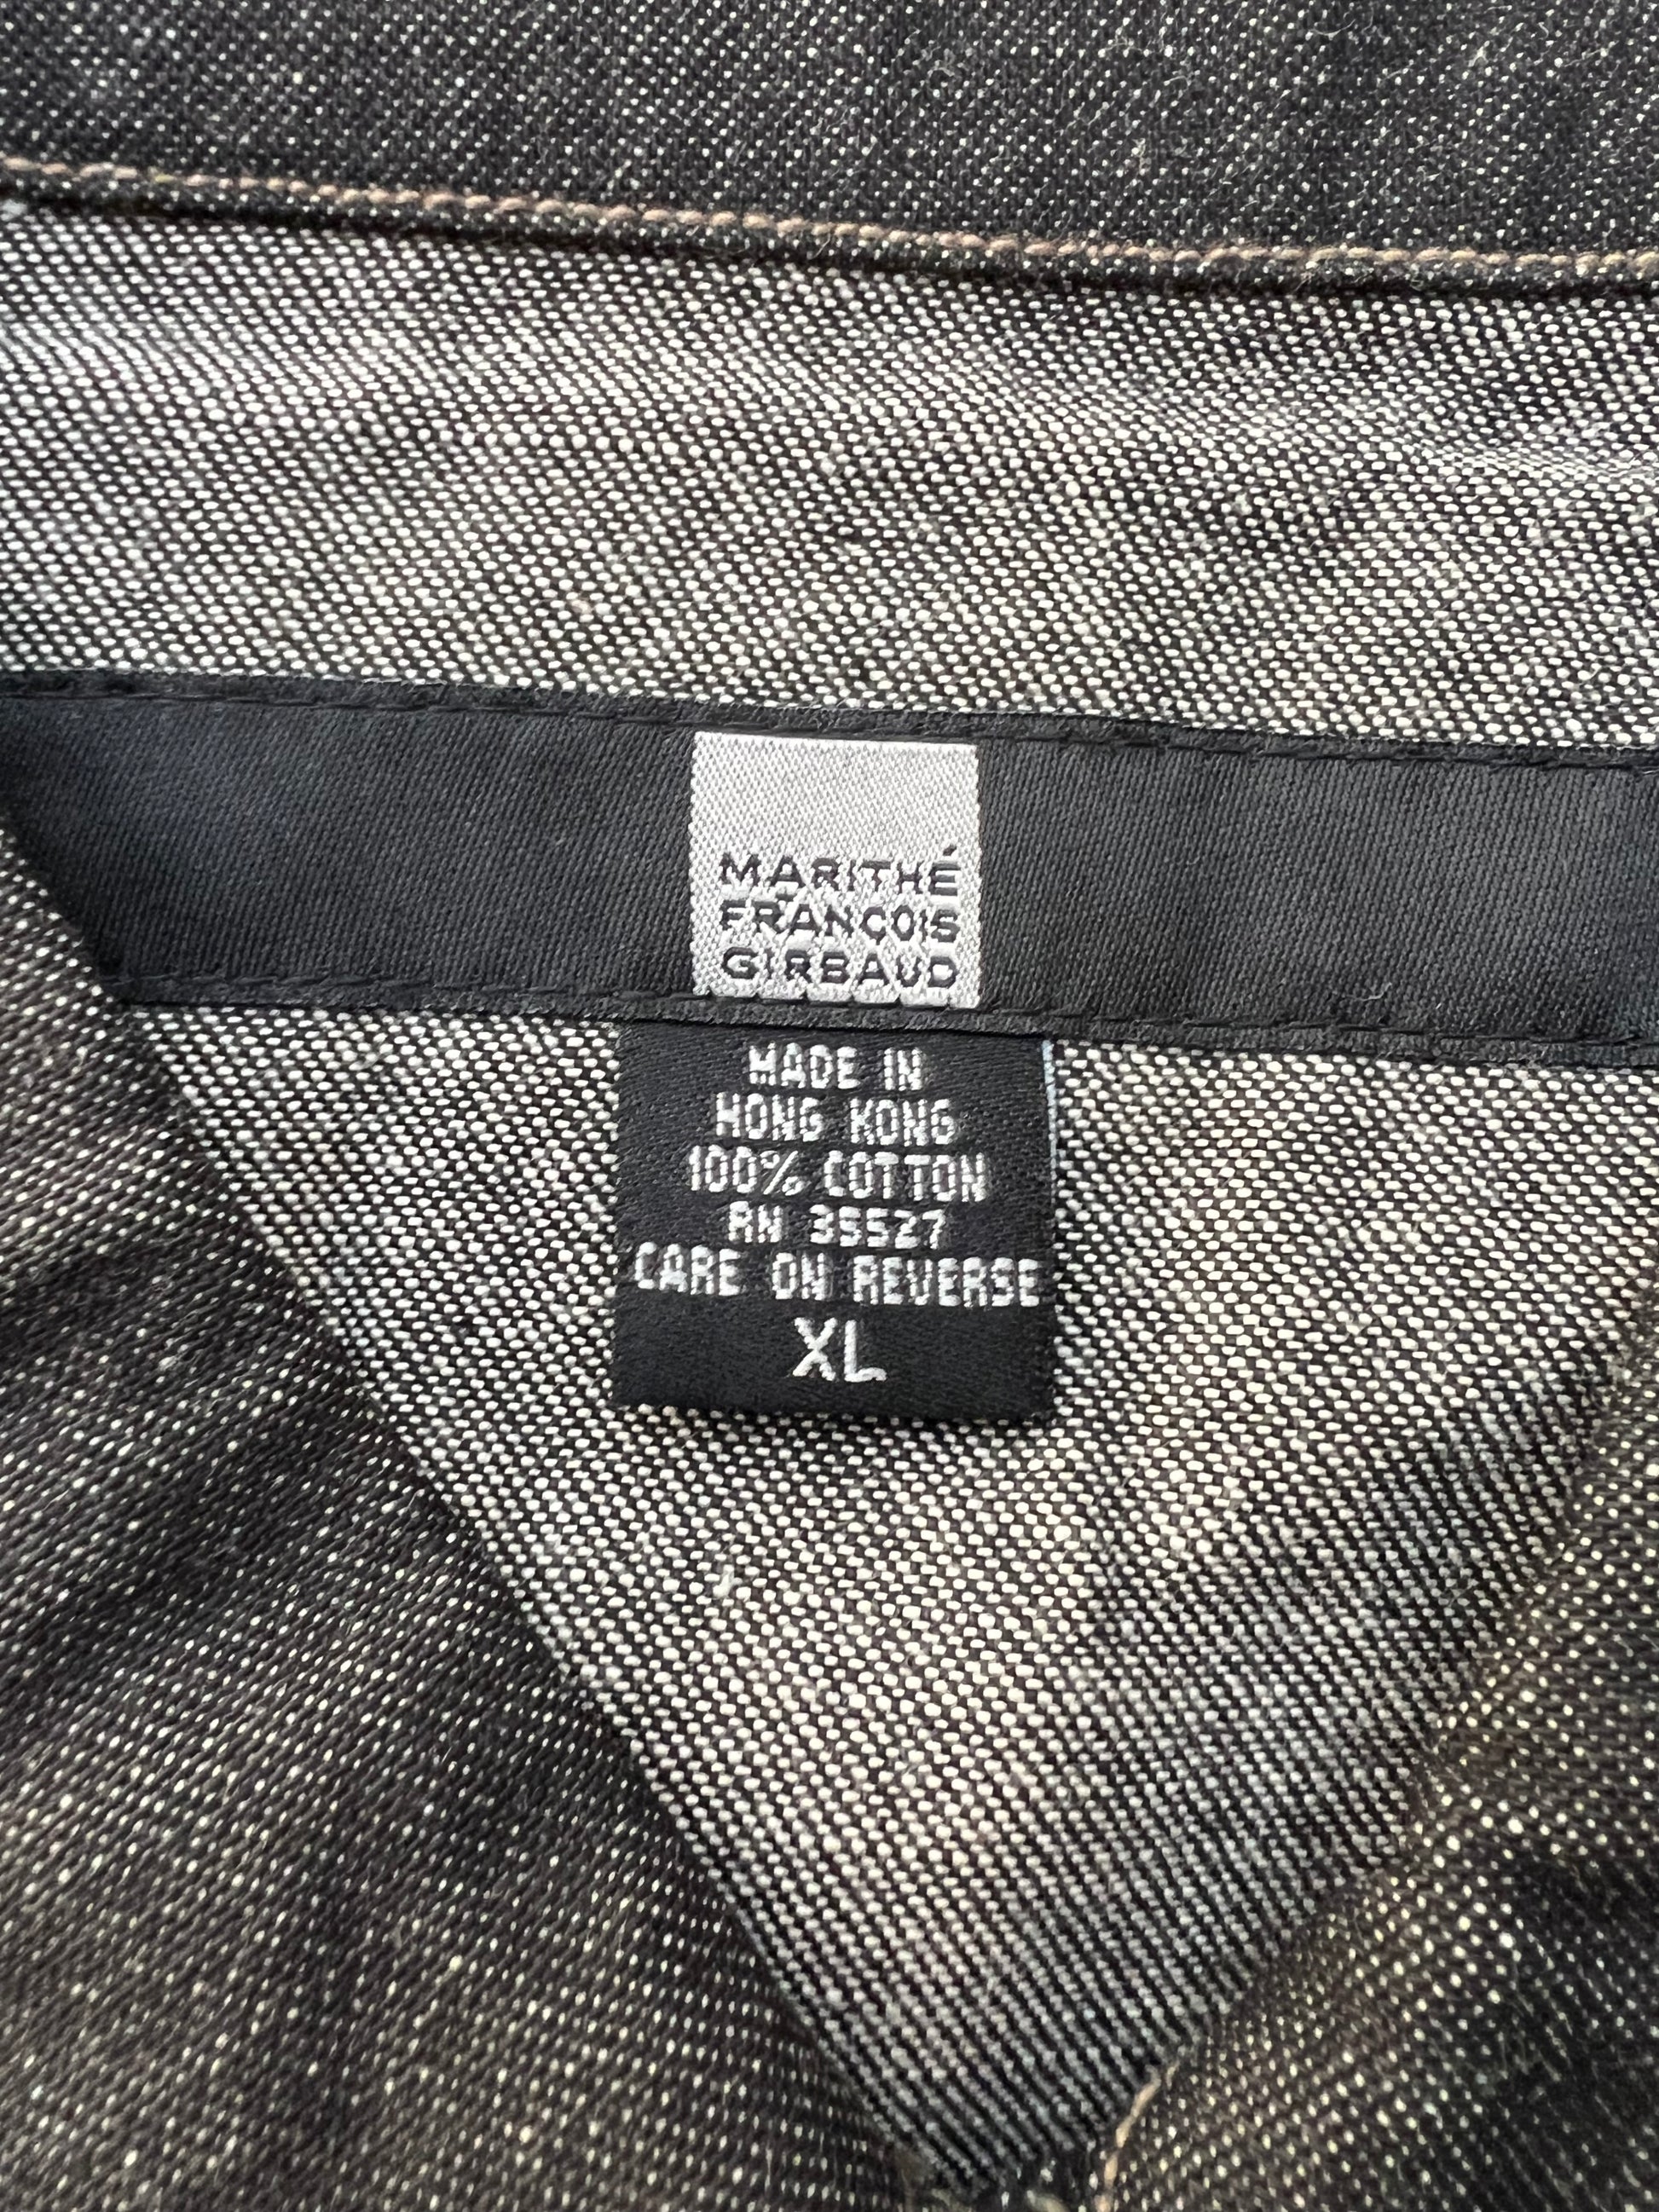 MARITHÉ
FRANÇOIS
GIRBAUD
MADE IN
HONG KONG
100% COTTON
RN 35527
CARE ON REVERSE
XL